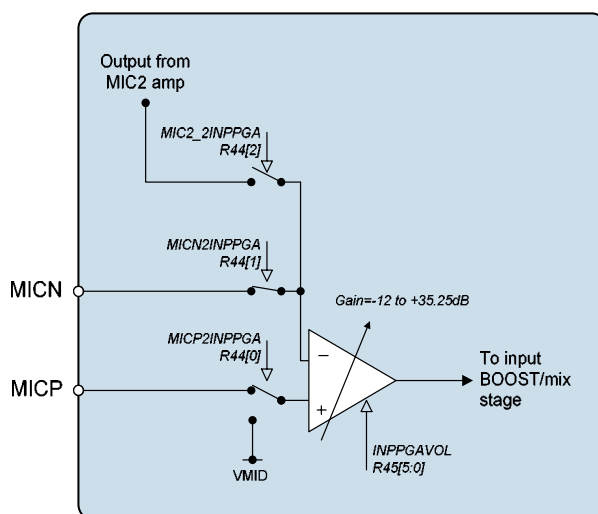 Output from
MIC2 amp
MIC2_2INPPGA
R44[2]
MICN2INPPGA
R44[1]
MICN
Gain=-12 to +35.25dB
MICP2INPPGA
R44[0]
MICP
−
+
To input
BOOST/mix
stage
VMID
INPPGAVOL
R45[5:0]